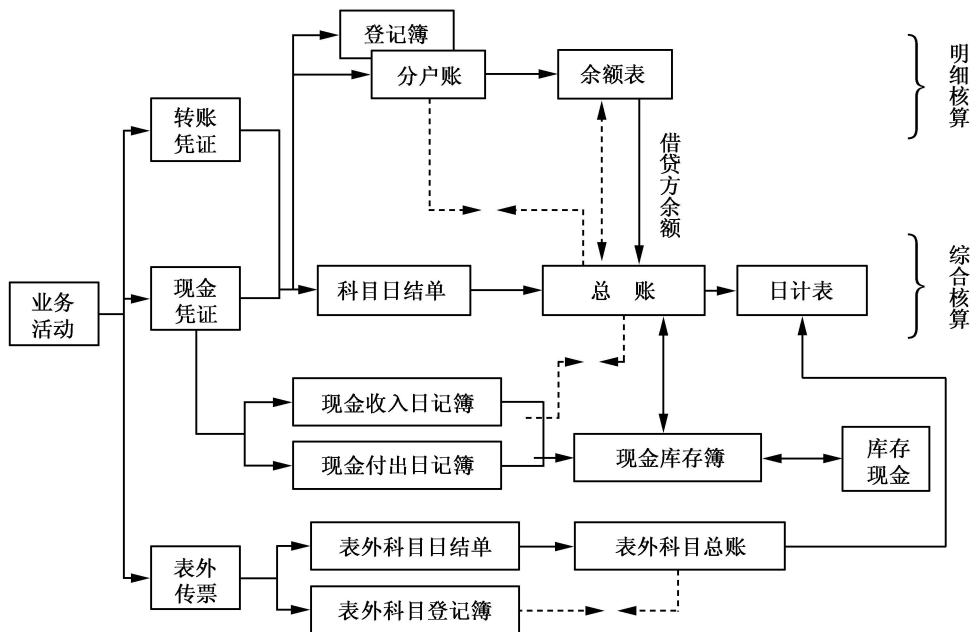 登记簿
分户账
余额表
明细核算
转账
凭证
借贷方余额
综合核算
现金
凭证
科目日结单
总 账
日计表
业务
活动
现金收入日记簿
现金付出日记簿
现金库存簿
库存
现金
表外科目日结单
表外科目总账
表外
传票
表外科目登记簿